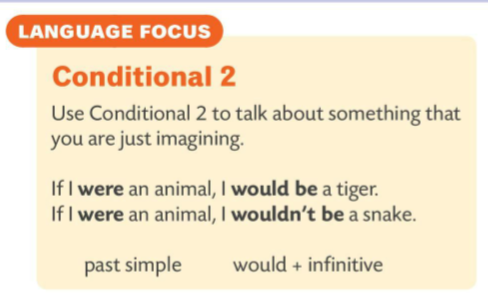 LANGUAGE FOCUS
Conditional 2
Use Conditional 2 to talk about something that
you are just imagining.
If I were an animal, I would be a tiger.
If I were an animal, I wouldn't be a snake.
past simple would + infinitive